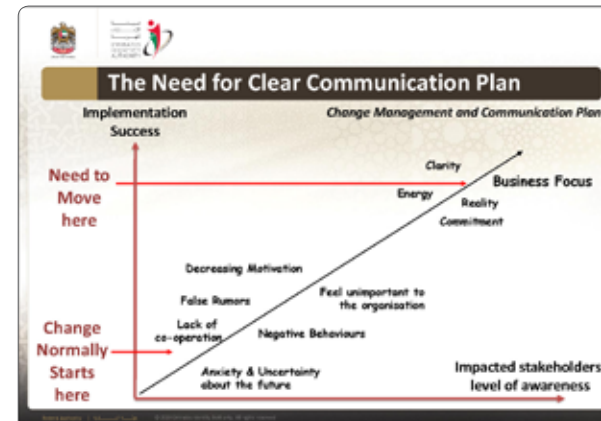 The Need for Clear Communication Plan
Implementation
Success
Change Management and Communication Plan
Need to
Move
here
Clarity
Business Focus
Energy
Reality
Commitment
Decreasing Motivation
Feel unimportant to
the organisation
False Rumors
Lack of
co-operation
Negative Behaviours
Change
Normally
Starts
here
Anxiety & Uncertainty
about the future
Impacted stakeholders
level of awareness